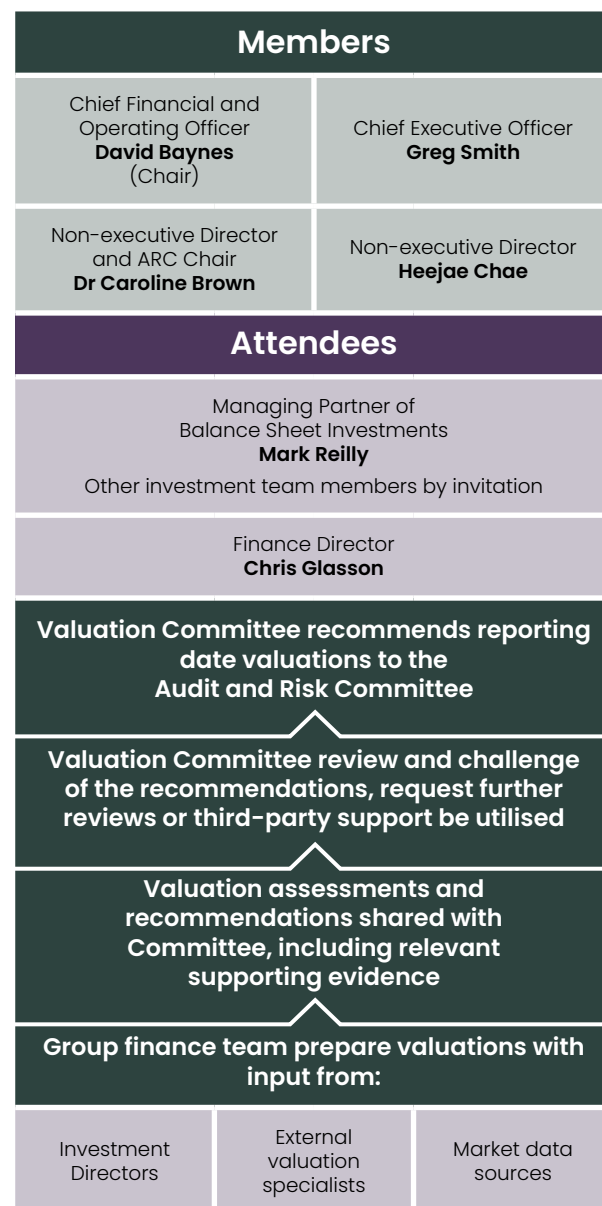 Members
Chief Financial and
Operating Officer
David Baynes
(Chair)
Chief Executive Officer
Greg Smith
Non-executive Director
and ARC Chair
Dr Caroline Brown
Non-executive Director
Heejae Chae
Attendees
Managing Partner of
Balance Sheet Investments
Mark Reilly
Other investment team members by invitation
Finance Director
Chris Glasson
Valuation Committee recommends reporting
date valuations to the
Audit and Risk Committee
Valuation Committee review and challenge
of the recommendations, request further
reviews or third-party support be utilised
Valuation assessments and
recommendations shared with
Committee, including relevant
supporting evidence
Group finance team prepare valuations with
input from:
Investment
Directors
External
valuation
specialists
Market data
sources